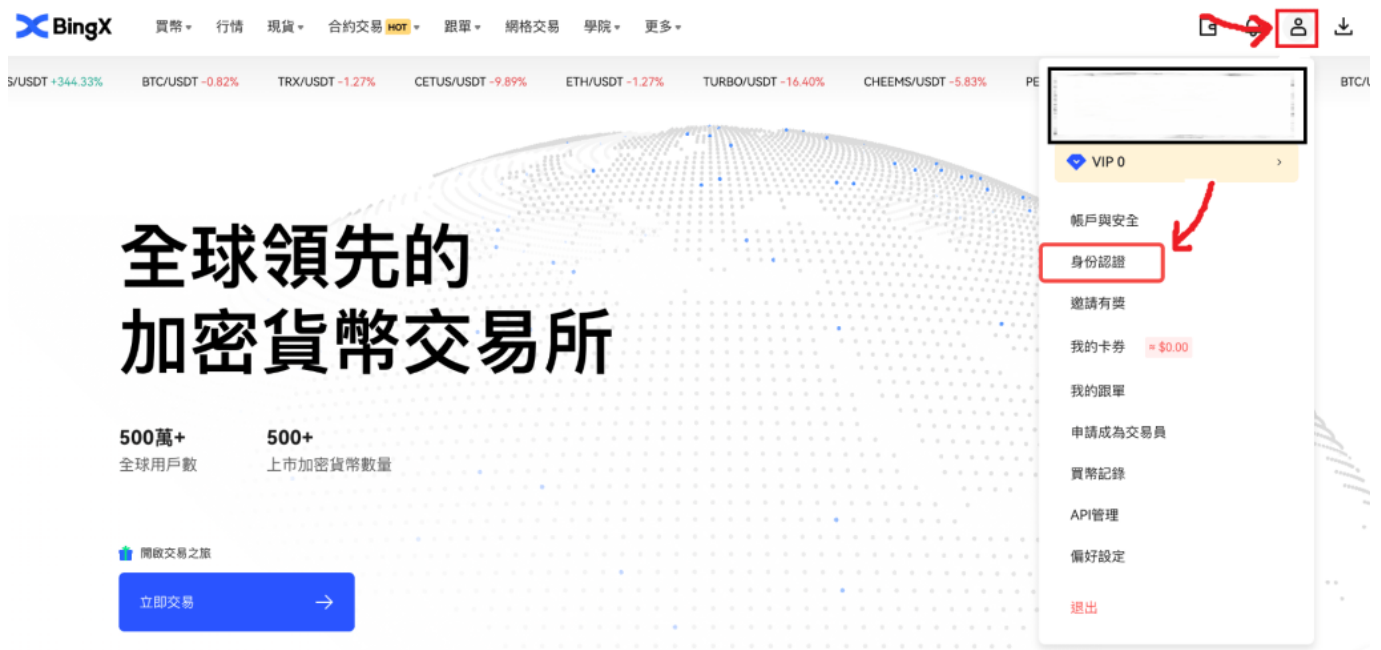 BingX 買幣 行情 現貨 合約交易 HOT 跟單 網格交易 學院 更多
S/USDT +344.33% BTC/USDT -0.82% TRX/USDT -1.27% CETUS/USDT -9.89% ETH/USDT -1.27% TURBO/USDT -16.40% CHEEMS/USDT -5.83% PE BTC/U
全球領先的
加密貨幣交易所
500萬+ 500+
全球用戶數 上市加密貨幣數量
開啟交易之旅
立即交易
VIP 0
帳戶與安全
身份認證
邀請有獎
我的卡券 ≈ $0.00
我的跟單
申請成為交易員
買幣記錄
API管理
偏好設定
退出